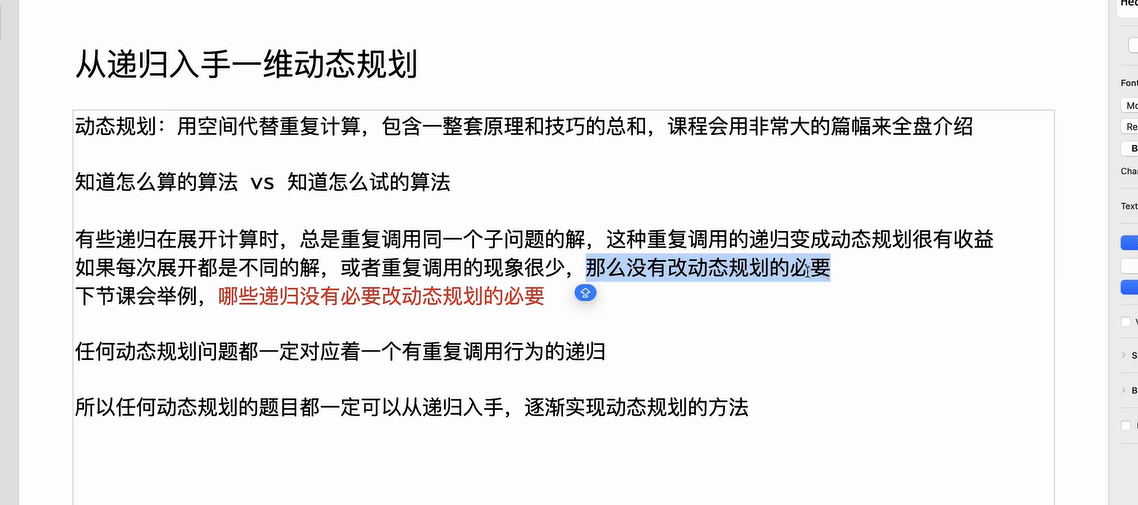 从递归入手一维动态规划
动态规划：用空间代替重复计算，包含一整套原理和技巧的总和，课程会用非常大的篇幅来全盘介绍
知道怎么算的算法 vs 知道怎么试的算法
有些递归在展开计算时，总是重复调用同一个子问题的解，这种重复调用的递归变成动态规划很有收益
如果每次展开都是不同的解，或者重复调用的现象很少，那么没有改动态规划的必要
下节课会举例，哪些递归没有必要改动态规划的必要
任何动态规划问题都一定对应着一个有重复调用行为的递归
所以任何动态规划的题目都一定可以从递归入手，逐渐实现动态规划的方法
Font
Mo
Re
B
Text
S
B